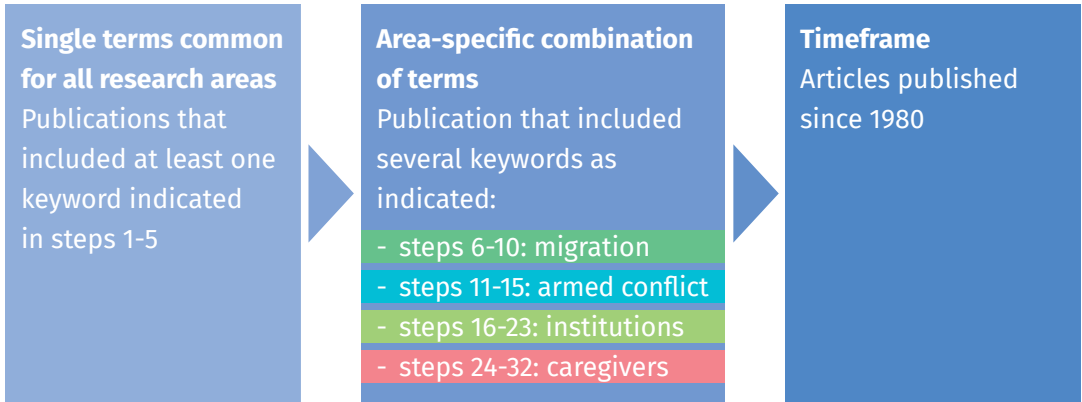 Single terms common
for all research areas
Publications that
included at least one
keyword indicated
in steps 1-5
Area-specific combination
of terms
Publication that included
several keywords as
indicated:
- steps 6-10: migration
- steps 11-15: armed conflict
- steps 16-23: institutions
- steps 24-32: caregivers
Timeframe
Articles published
since 1980